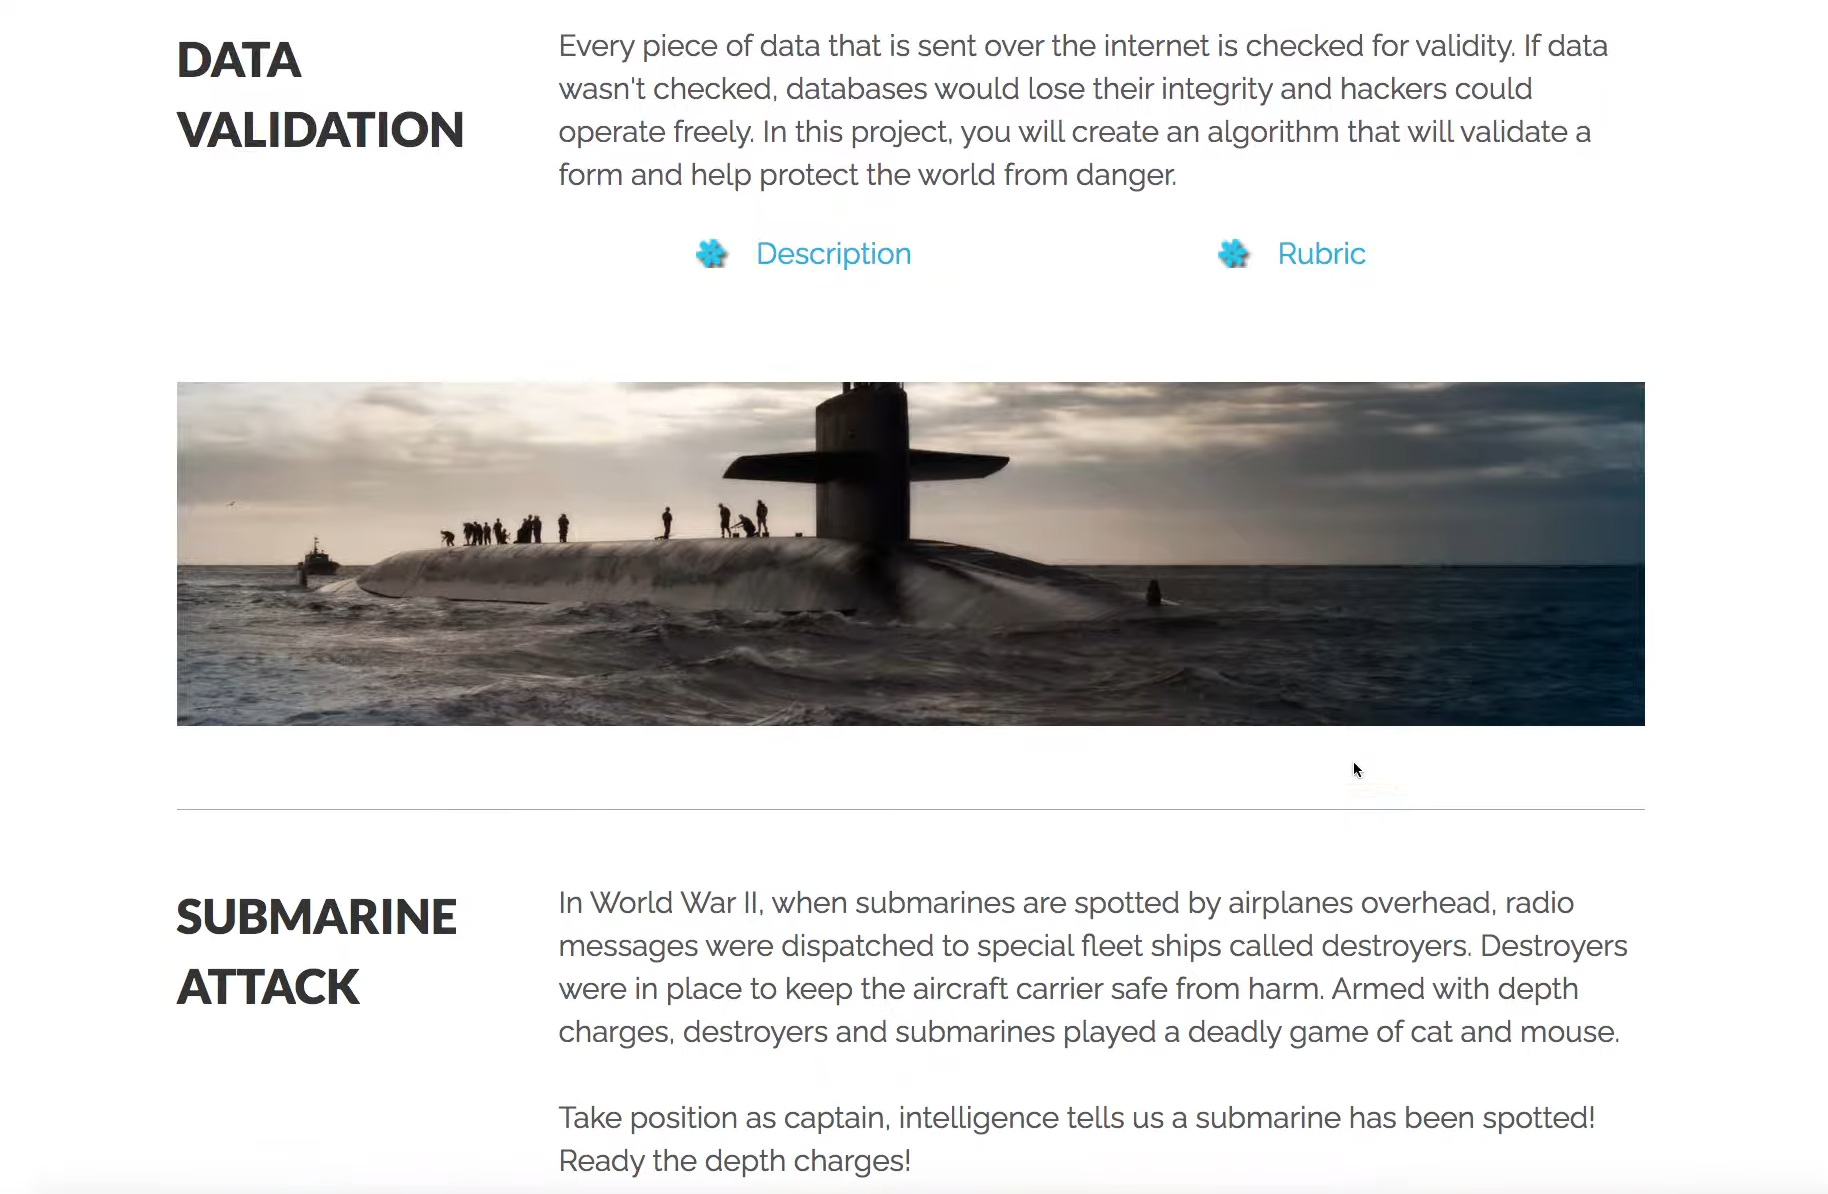 DATA
VALIDATION
Every piece of data that is sent over the internet is checked for validity. If data
wasn't checked, databases would lose their integrity and hackers could
operate freely. In this project, you will create an algorithm that will validate a
form and help protect the world from danger.
Description
Rubric
SUBMARINE
ATTACK
In World War II, when submarines are spotted by airplanes overhead, radio
messages were dispatched to special fleet ships called destroyers. Destroyers
were in place to keep the aircraft carrier safe from harm. Armed with depth
charges, destroyers and submarines played a deadly game of cat and mouse.
Take position as captain, intelligence tells us a submarine has been spotted!
Ready the depth charges!